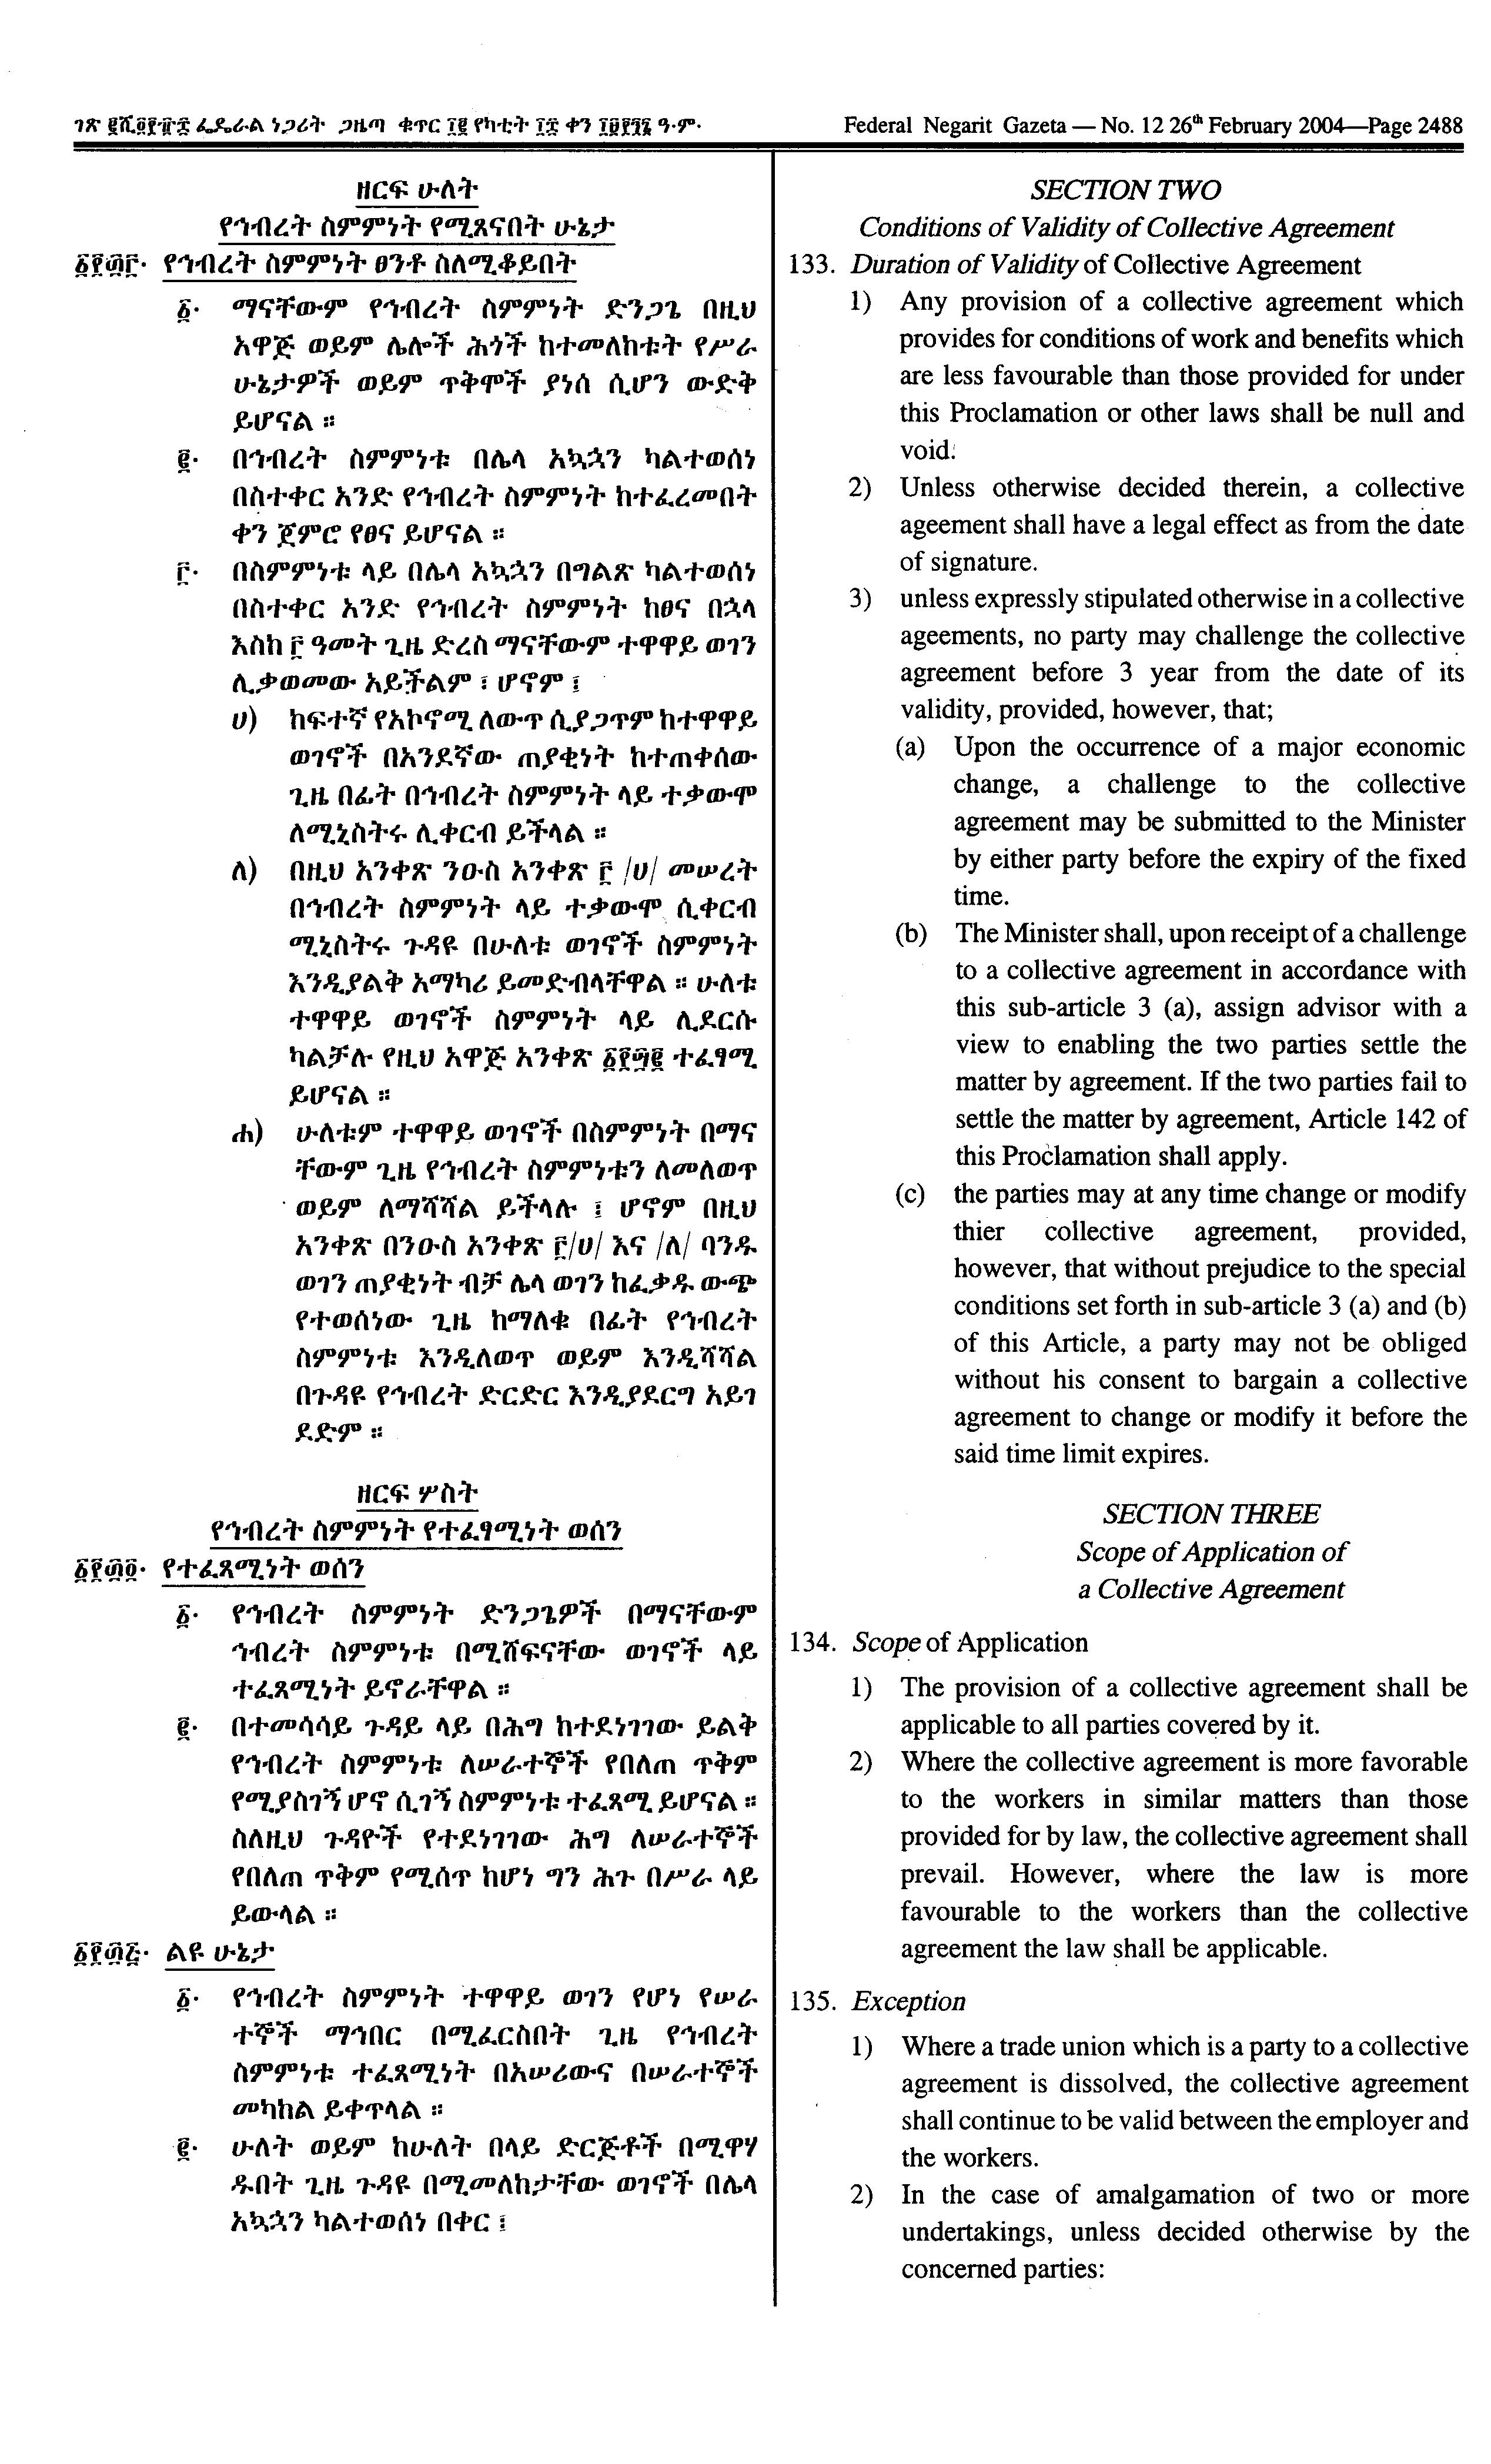 ገጽ ፪ሺ፬፻፹፰ ፌዴራል ነጋሪት ጋዜጣ ቁጥር ፲፪ የካቲት ፲፰ ቀን ፲፱፻፺፮ ዓ·ም·
Federal Negarit Gazeta — No. 12 26th February 2004—Page 2488
ዘርፍ ሁለት
የኅብረት ስምምነት የሚጸናበት ሁኔታ
፩፻፴፫· የኅብረት ስምምነት ፀንቶ ስለሚቆይበት
፩· ማናቸውም የኅብረት ስምምነት ድንጋጌ በዚህ
አዋጅ ወይም ሌሎች ሕጎች ከተመለከቱት የሥራ
ሁኔታዎች ወይም ጥቅሞች ያነሰ ሲሆን ውድቅ
ይሆናል ።
፪· በኅብረት ስምምነቱ በሌላ አኳኋን ካልተወሰነ
በስተቀር አንድ የኅብረት ስምምነት ከተፈረመበት
ቀን ጀምሮ የፀና ይሆናል ።
፫· በስምምነቱ ላይ በሌላ አኳኋን በግልጽ ካልተወሰነ
በስተቀር አንድ የኅብረት ስምምነት ከፀና በኋላ
እስከ ፫ ዓመት ጊዜ ድረስ ማናቸውም ተዋዋይ ወገን
ሊቃወመው አይችልም ፣ ሆኖም ፤
ሀ) ከፍተኛ የአኮኖሚ ለውጥ ሲያጋጥም ከተዋዋይ
ወገኖች በአንደኛው ጠያቂነት ከተጠቀሰው
ጊዜ በፊት በኅብረት ስምምነት ላይ ተቃውሞ
ለሚኒስትሩ ሊቀርብ ይችላል ።
ለ) በዚህ አንቀጽ ንዑስ አንቀጽ ፫ /ሀ/ መሠረት
በኅብረት ስምምነት ላይ ተቃውሞ ሲቀርብ
ሚኒስትሩ ጉዳዩ በሁለቱ ወገኖች ስምምነት
እንዲያልቅ አማካሪ ይመድብላቸዋል ። ሁለቱ
ተዋዋይ ወገኖች ስምምነት ላይ ሊደርሱ
ካልቻሉ የዚህ አዋጅ አንቀጽ ፩፻፵፪ ተፈፃሚ
ይሆናል ።
ሐ) ሁለቱም ተዋዋይ ወገኖች በስምምነት በማና
ቸውም ጊዜ የኅብረት ስምምነቱን ለመለወጥ
ወይም ለማሻሻል ይችላሉ ፤ ሆኖም በዚህ
አንቀጽ በንዑስ አንቀጽ ፫/ሀ/ እና /ለ/ ባንዱ
ወገን ጠያቂነት ብቻ ሌላ ወገን ከፈቃዱ ውጭ
የተወሰነው ጊዜ ከማለቁ በፊት የኅብረት
ስምምነቱ እንዲለወጥ ወይም እንዲሻሻል
በጉዳዩ የኅብረት ድርድር እንዲያደርግ አይገ
ደድም ።
ዘርፍ ሦስት
የኅብረት ስምምነት የተፈፃሚነት ወሰን
፩፻፴፬· የተፈጸሚነት ወሰን
፩· የኅብረት ስምምነት ድንጋጌዎች በማናቸውም
ኅብረት ስምምነቱ በሚሸፍናቸው ወገኖች ላይ
ተፈጸሚነት ይኖራቸዋል ።
፪· በተመሳሳይ ጉዳይ ላይ በሕግ ከተደነገገው ይልቅ
የኅብረት ስምምነቱ ለሠራተኞች የበለጠ ጥቅም
የሚያስገኝ ሆኖ ሲገኝ ስምምነቱ ተፈጸሚ ይሆናል ።
ስለዚህ ጉዳዮች የተደነገገው ሕግ ለሠራተኞች
የበለጠ ጥቅም የሚሰጥ ከሆነ ግን ሕጉ በሥራ ላይ
ይውላል ።
፩፻፴፭· ልዩ ሁኔታ
፩· የኅብረት ስምምነት ተዋዋይ ወገን የሆነ የሠራ
ተኞች ማኅበር በሚፈርስበት ጊዜ የኅብረት
ስምምነቱ ተፈጸሚነት በአሠሪውና በሠራተኞች
መካከል ይቀጥላል ።
፪· ሁለት ወይም ከሁለት በላይ ድርጅቶች በሚዋሃ
ዱበት ጊዜ ጉዳዩ በሚመለከታቸው ወገኖች በሌላ
አኳኋን ካልተወሰነ በቀር ፤
SECTION TWO
Conditions of Validity of Collective Agreement
133. Duration of Validity of Collective Agreement
1) Any provision of a collective agreement which
provides for conditions of work and benefits which
are less favourable than those provided for under
this Proclamation or other laws shall be null and
void.
2) Unless otherwise decided therein, a collective
ageement shall have a legal effect as from the date
of signature.
3) unless expressly stipulated otherwise in a collective
ageements, no party may challenge the collective
agreement before 3 year from the date of its
validity, provided, however, that;
(a) Upon the occurrence of a major economic
change, a challenge to the collective
agreement may be submitted to the Minister
by either party before the expiry of the fixed
time.
(b) The Minister shall, upon receipt of a challenge
to a collective agreement in accordance with
this sub-article 3 (a), assign advisor with a
view to enabling the two parties settle the
matter by agreement. If the two parties fail to
settle the matter by agreement, Article 142 of
this Proclamation shall apply.
(c) the parties may at any time change or modify
thier collective agreement, provided,
however, that without prejudice to the special
conditions set forth in sub-article 3 (a) and (b)
of this Article, a party may not be obliged
without his consent to bargain a collective
agreement to change or modify it before the
said time limit expires.
SECTION THREE
Scope of Application of
a Collective Agreement
134. Scope of Application
1) The provision of a collective agreement shall be
applicable to all parties covered by it.
2) Where the collective agreement is more favorable
to the workers in similar matters than those
provided for by law, the collective agreement shall
prevail. However, where the law is more
favourable to the workers than the collective
agreement the law shall be applicable.
135. Exception
1) Where a trade union which is a party to a collective
agreement is dissolved, the collective agreement
shall continue to be valid between the employer and
the workers.
2) In the case of amalgamation of two or more
undertakings, unless decided otherwise by the
concerned parties: